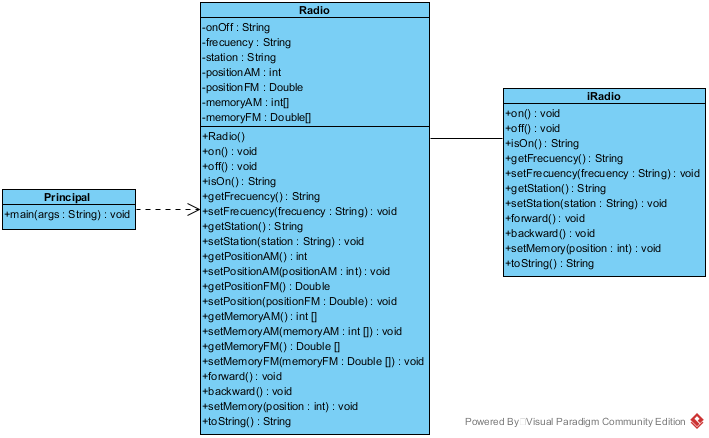 Radio
-onOff : String
-frecuency : String
-station : String
-positionAM : int
-positionFM : Double
-memoryAM : int[]
-memoryFM : Double[]
+Radio()
+on() : void
+off() : void
+isOn() : String
+getFrecuency() : String
+setFrecuency(frecuency : String) : void
+getStation() : String
+setStation(station : String) : void
+getPositionAM() : int
+setPositionAM(positionAM : int) : void
+getPositionFM() : Double
+setPosition(positionFM : Double) : void
+getMemoryAM() : int []
+setMemoryAM(memoryAM : int []) : void
+getMemoryFM() : Double []
+setMemoryFM(memoryFM : Double []) : void
+forward() : void
+backward() : void
+setMemory(position : int) : void
+toString() : String
iRadio
+on() : void
+off() : void
+isOn() : String
+getFrecuency() : String
+setFrecuency(frecuency : String) : void
+getStation() : String
+setStation(station : String) : void
+forward() : void
+backward() : void
+setMemory(position : int) : void
+toString() : String
Principal
+main(args : String) : void
Powered By Visual Paradigm Community Edition